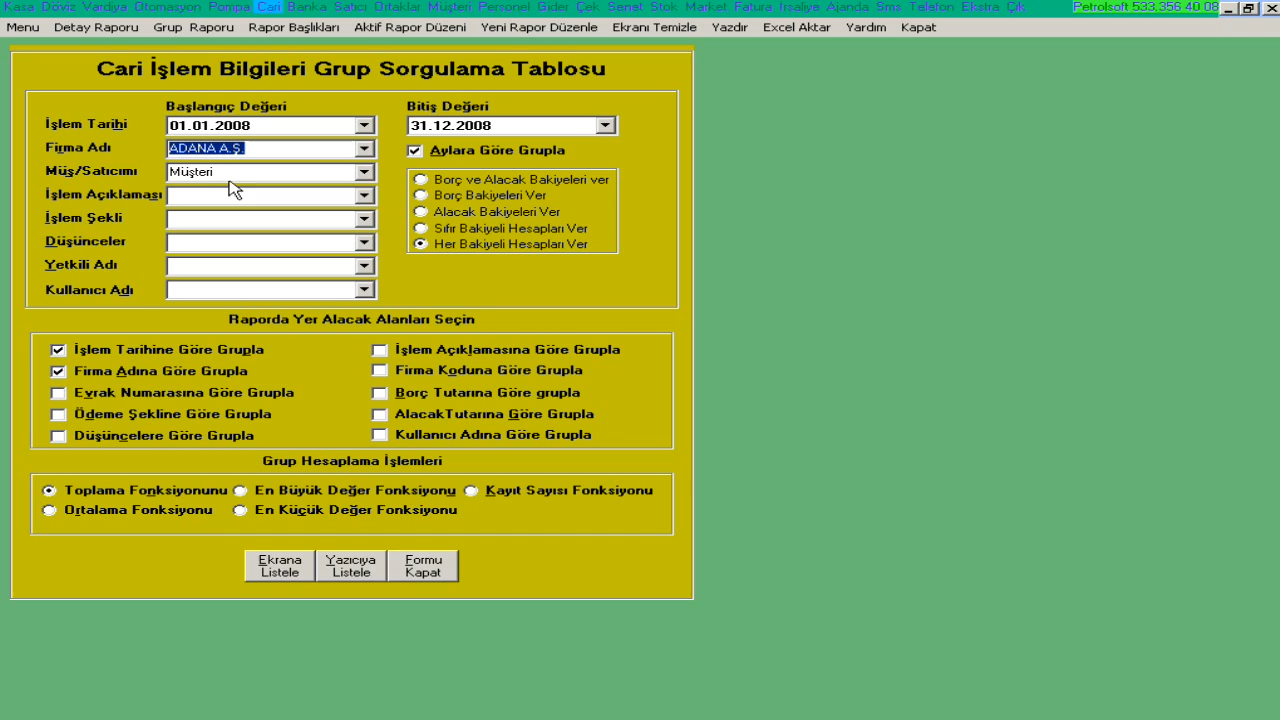 Kasa Döviz Vardiya Otomasyon Pompa Cari Banka Satıcı Ortaklar Müşteri Personel Gider Çek Senet Stok Market Fatura İrsaliye Ajanda Sms Telefon Ekstra Çık Petrolsoft 533.356 40 08
Menu Detay Raporu Grup Raporu Rapor Başlıkları Aktif Rapor Düzeni Yeni Rapor Düzenle Ekranı Temizle Yazdır Excel Aktar Yardım Kapat
Cari İşlem Bilgileri Grup Sorgulama Tablosu
Başlangıç Değeri Bitiş Değeri
İşlem Tarihi 01.01.2008 31.12.2008
Firma Adı ADANA A.Ş. Aylara Göre Grupla
Müş/Satıcımı Müşteri
Borç ve Alacak Bakiyeleri ver
İşlem Açıklaması Borç Bakiyeleri Ver
Alacak Bakiyeleri Ver
İşlem Şekli
Sıfır Bakiyeli Hesapları Ver
Düşünceler Her Bakiyeli Hesapları Ver
Yetkili Adı
Kullanıcı Adı
Raporda Yer Alacak Alanları Seçin
İşlem Tarihine Göre Grupla İşlem Açıklamasına Göre Grupla
Firma Adına Göre Grupla Firma Koduna Göre Grupla
Evrak Numarasına Göre Grupla Borç Tutarına Göre grupla
Ödeme Şekline Göre Grupla AlacakTutarına Göre Grupla
Düşüncelere Göre Grupla Kullanıcı Adına Göre Grupla
Grup Hesaplama İşlemleri
Toplama Fonksiyonunu En Büyük Değer Fonksiyonu Kayıt Sayısı Fonksiyonu
Ortalama Fonksiyonu En Küçük Değer Fonksiyonu
Ekrana Listele Yazıcıya Listele Formu Kapat